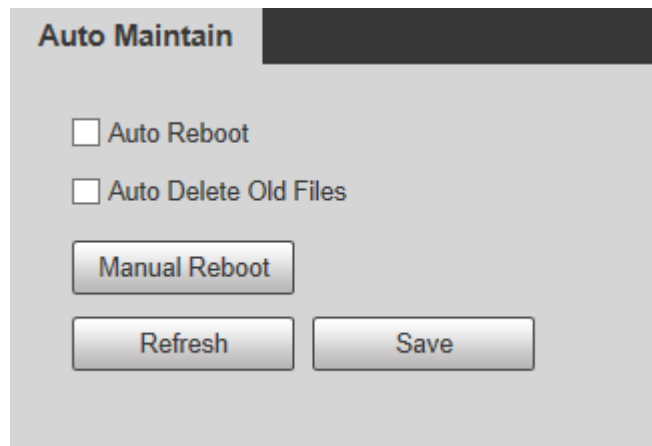 Auto Maintain
Auto Reboot
Auto Delete Old Files
Manual Reboot
Refresh Save